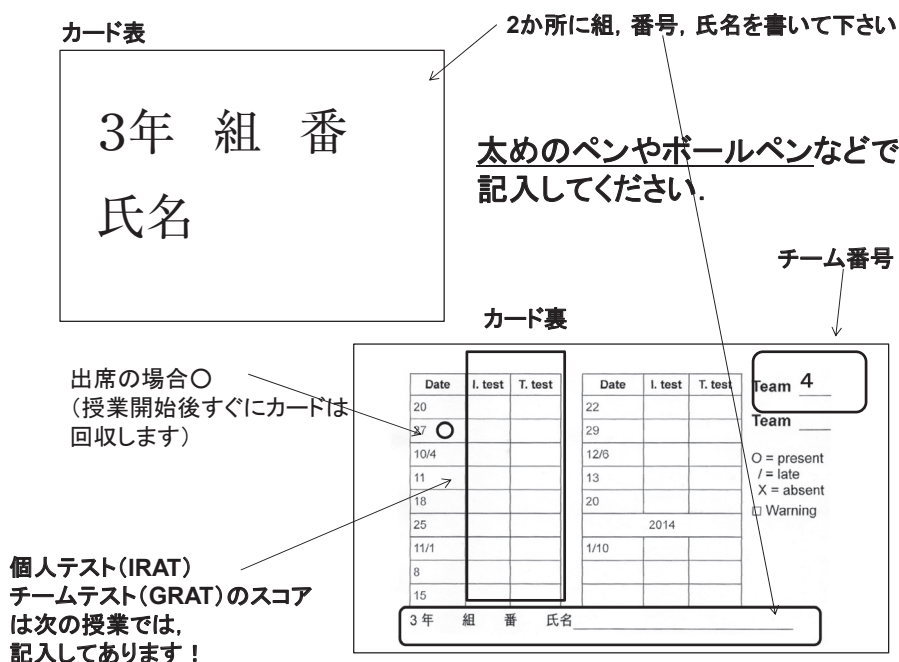 カード表
2か所に組，番号，氏名を書いて下さい
3年 組 番
氏名
太めのペンやボールペンなどで
記入してください．
チーム番号
カード裏
出席の場合○
（授業開始後すぐにカードは
回収します）
個人テスト（IRAT）
チームテスト（GRAT）のスコア
は次の授業では，
記入してあります！
Date I. test T. test
20
27 ○
10/4
11
18
25
11/1
8
15
Date I. test T. test
22
29
12/6
13
20
2014
1/10
Team 4
Team ___
O = present
/ = late
X = absent
□ Warning
3年 組 番 氏名